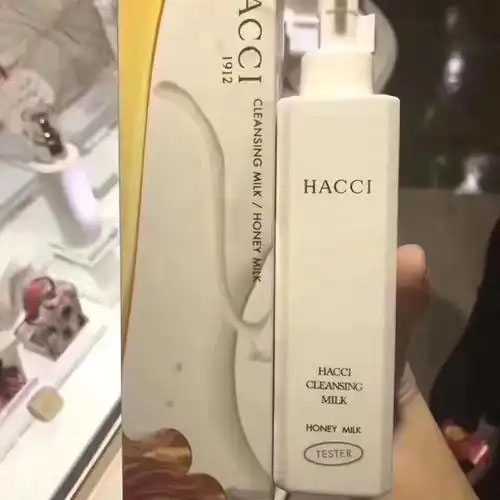 HACCI
1912
CLEANSING MILK / HONEY MILK
HACCI
HACCI
CLEANSING
MILK
HONEY MILK
TESTER